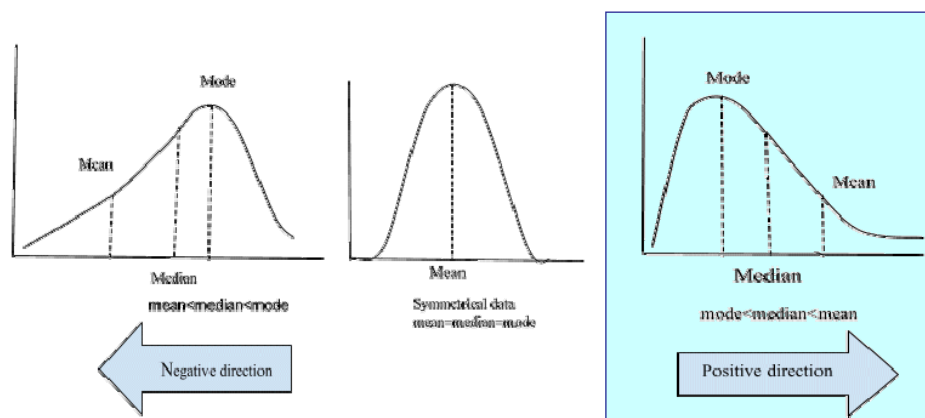 Mode
Mean
Median
mean<median<mode
Negative direction
Mean
Symmetrical data
mean=median=mode
Mode
Mean
Median
mode<median<mean
Positive direction